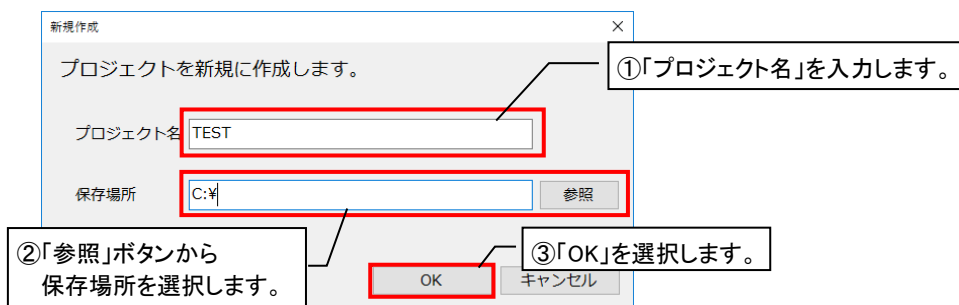 新規作成
プロジェクトを新規に作成します。
①「プロジェクト名」を入力します。
プロジェクト名 TEST
保存場所 C:¥ 参照
②「参照」ボタンから
保存場所を選択します。
③「OK」を選択します。
OK キャンセル